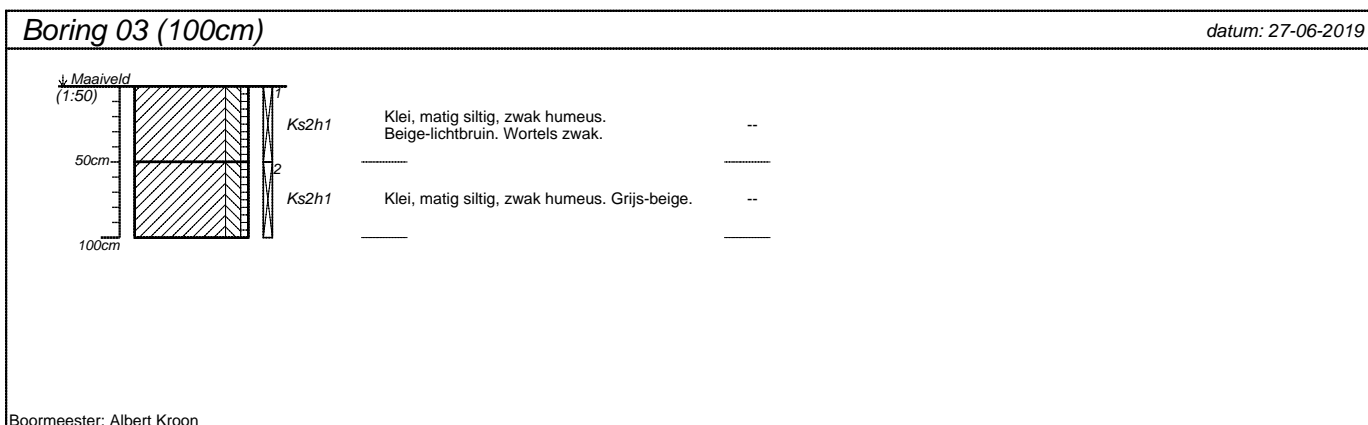 Boring 03 (100cm)
datum: 27-06-2019
Maaiveld
(1:50)
1
Ks2h1
Klei, matig siltig, zwak humeus.
Beige-lichtbruin. Wortels zwak.
--
50cm
2
Ks2h1
Klei, matig siltig, zwak humeus. Grijs-beige.
--
100cm
Boormeester: Albert Kroon